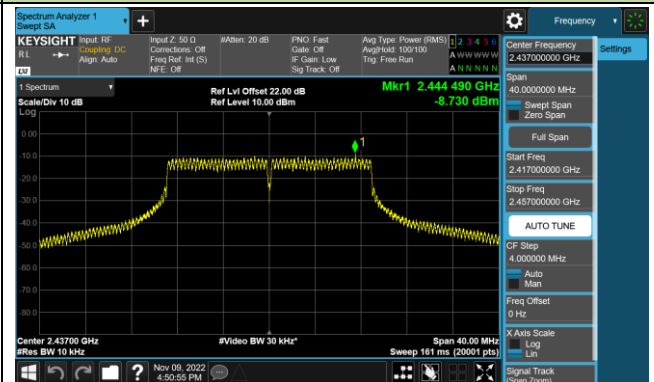 Spectrum Analyzer 1
Swept SA
Frequency
KEYSIGHT
RL
Input: RF
Coupling: DC
Align: Auto
Input Z: 50 Ω
Corrections: Off
Freq Ref: Int (S)
NFE: Off
#Atten: 20 dB
PNO: Fast
Gate: Off
IF Gain: Low
Sig Track: Off
Avg Type: Power (RMS)
Avg|Hold: 100/100
Trig: Free Run
1 2 3 4 5 6
A W W W W W
A N N N N N
1 Spectrum
Scale/Div 10 dB
Log
Ref Lvl Offset 22.00 dB
Ref Level 10.00 dBm
Mkr1 2.444 490 GHz
-8.730 dBm
1
0.00
-10.0
-20.0
-30.0
-40.0
-50.0
-60.0
-70.0
-80.0
Center 2.43700 GHz
#Res BW 10 kHz
#Video BW 30 kHz*
Span 40.00 MHz
Sweep 161 ms (20001 pts)
Center Frequency
2.437000000 GHz
Span
40.0000000 MHz
Swept Span
Zero Span
Full Span
Start Freq
2.417000000 GHz
Stop Freq
2.457000000 GHz
AUTO TUNE
CF Step
4.000000 MHz
Auto
Man
Freq Offset
0 Hz
X Axis Scale
Log
Lin
Signal Track
(Span Zoom)
Settings
?
Nov 09, 2022
4:50:55 PM